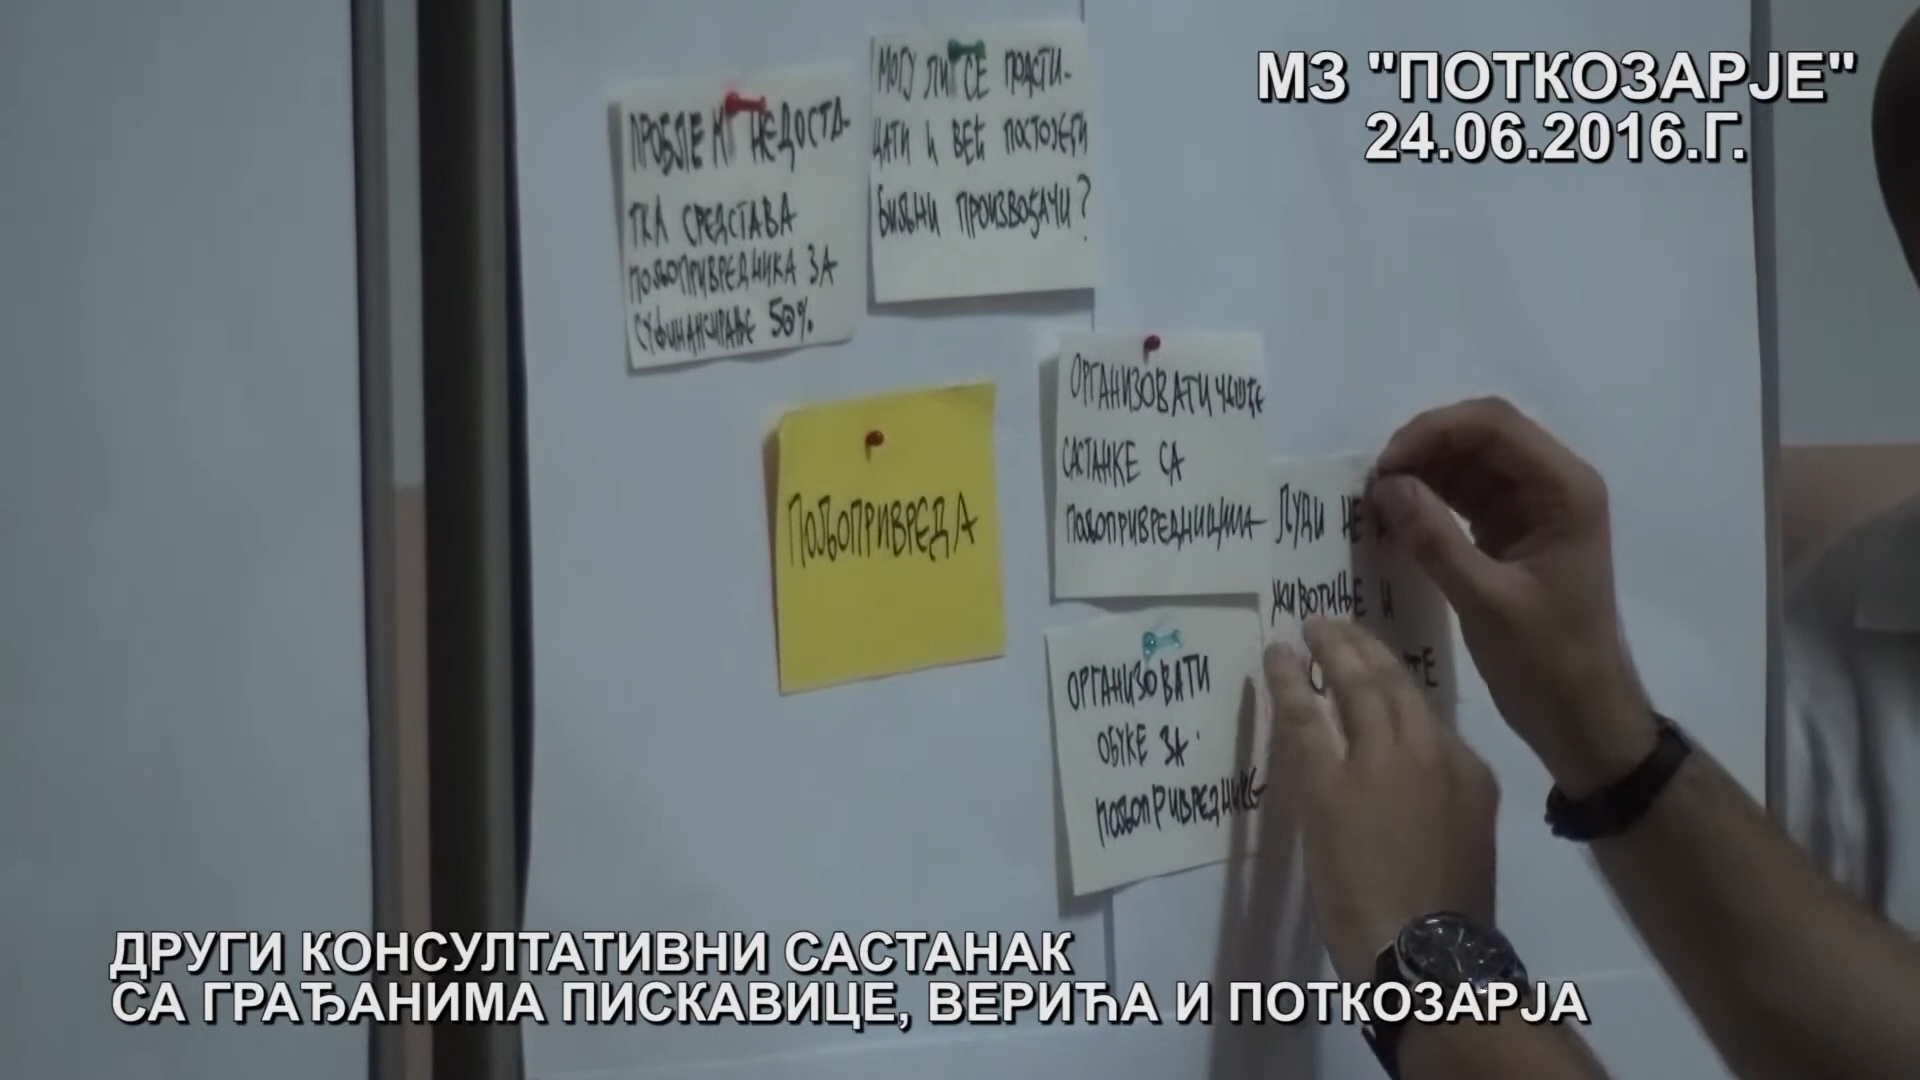 МЗ "ПОТКОЗАРЈЕ"
24.06.2016.Г.
ПРОБЛЕМ НЕДОСТА-
ТКА СРЕДСТАВА
ПОЉОПРИВРЕДНИКА ЗА
СУФИНАНСИРАЊЕ 50%
МОГУ ЛИ СЕ ПОДСТИ-
ЦАТИ И ВЕЋ ПОСТОЈЕЋИ
БИЉНИ ПРОИЗВОЂАЧИ?
ПОЉОПРИВРЕДА
ОРГАНИЗОВАТИ ЧЕШЋЕ
САСТАНКЕ СА
ПОЉОПРИВРЕДНИЦИМА
ЉУДИ НЕ
ЖИВОТИЊЕ И
ОРГАНИЗОВАТИ
ОБУКЕ ЗА
ПОЉОПРИВРЕДНИКЕ
ДРУГИ КОНСУЛТАТИВНИ САСТАНАК
СА ГРАЂАНИМА ПИСКАВИЦЕ, ВЕРИЋА И ПОТКОЗАРЈА